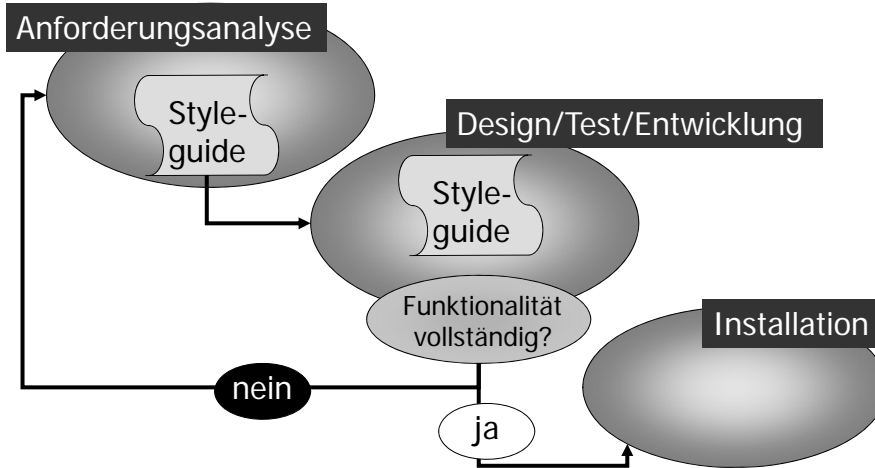 Anforderungsanalyse
Style-
guide
Design/Test/Entwicklung
Style-
guide
Funktionalität
vollständig?
Installation
nein
ja